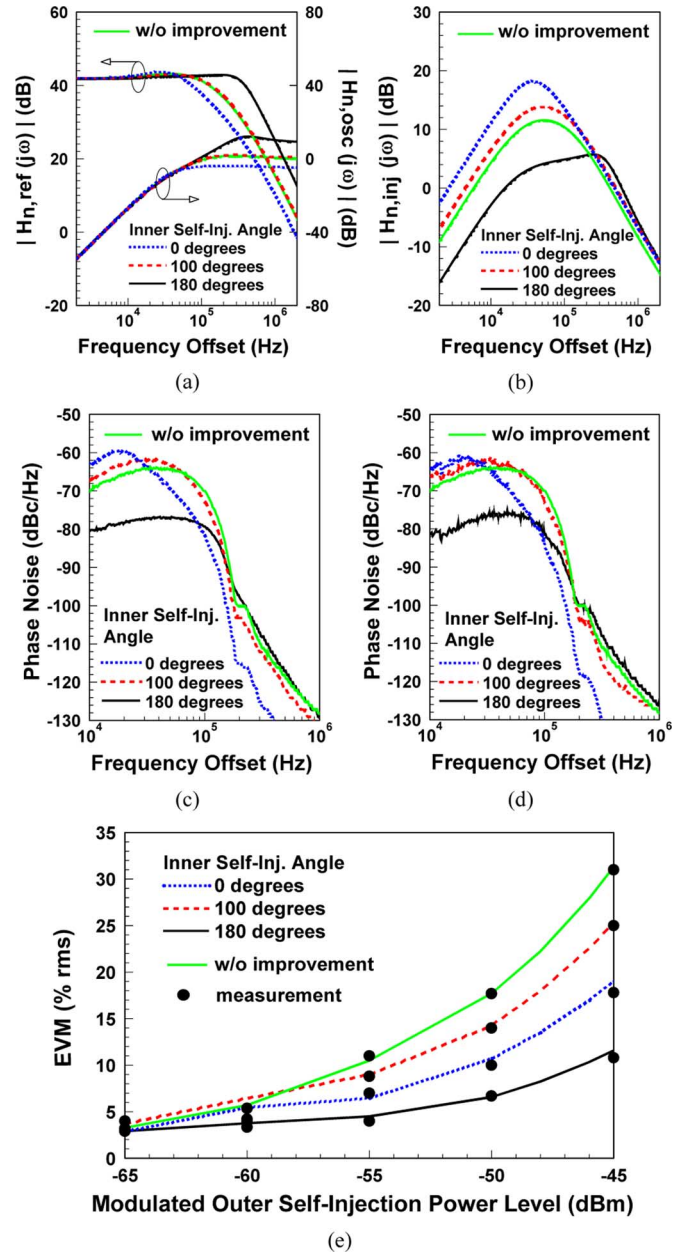 60
40
20
0
-20
80
40
0
-40
-80
w/o improvement
| Hn,ref (jω) | (dB)
| Hn,osc (jω) | (dB)
Inner Self-Inj. Angle
0 degrees
100 degrees
180 degrees
10^4 10^5 10^6
Frequency Offset (Hz)
(a)
30
20
10
0
-10
-20
w/o improvement
| Hn,inj (jω) | (dB)
Inner Self-Inj. Angle
0 degrees
100 degrees
180 degrees
10^4 10^5 10^6
Frequency Offset (Hz)
(b)
-50
-60
-70
-80
-90
-100
-110
-120
-130
w/o improvement
Phase Noise (dBc/Hz)
Inner Self-Inj.
Angle
0 degrees
100 degrees
180 degrees
10^4 10^5 10^6
Frequency Offset (Hz)
(c)
-50
-60
-70
-80
-90
-100
-110
-120
-130
w/o improvement
Phase Noise (dBc/Hz)
Inner Self-Inj.
Angle
0 degrees
100 degrees
180 degrees
10^4 10^5 10^6
Frequency Offset (Hz)
(d)
35
30
25
20
15
10
5
0
EVM (% rms)
Inner Self-Inj. Angle
0 degrees
100 degrees
180 degrees
w/o improvement
measurement
-65 -60 -55 -50 -45
Modulated Outer Self-Injection Power Level (dBm)
(e)